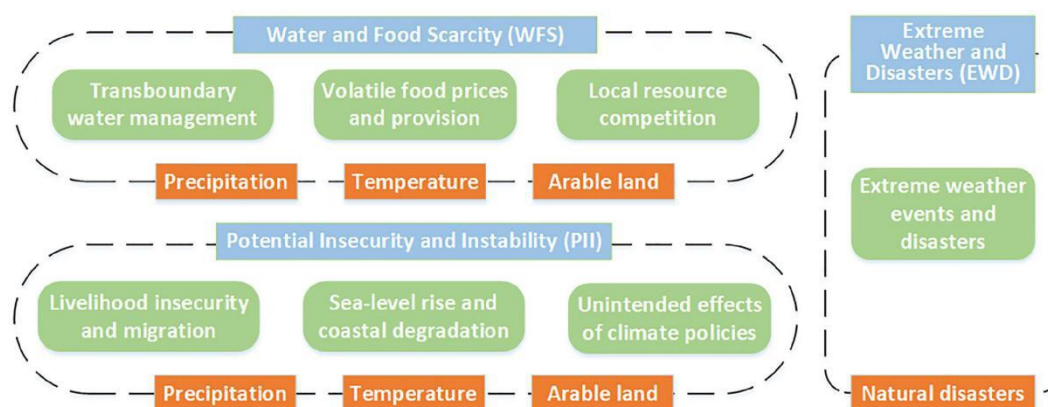 Water and Food Scarcity (WFS)
Transboundary
water management
Volatile food prices
and provision
Local resource
competition
Precipitation
Temperature
Arable land
Potential Insecurity and Instability (PII)
Livelihood insecurity
and migration
Sea-level rise and
coastal degradation
Unintended effects
of climate policies
Precipitation
Temperature
Arable land
Extreme
Weather and
Disasters (EWD)
Extreme weather
events and
disasters
Natural disasters